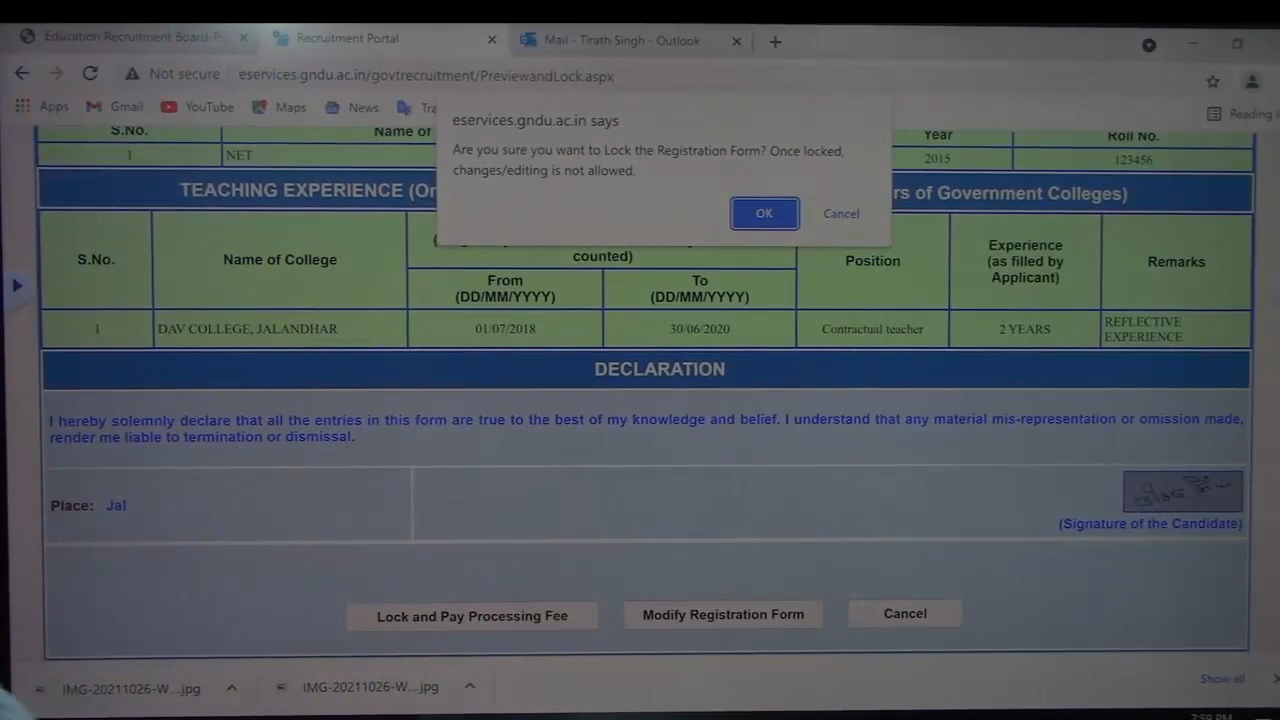 Education Recruitment Board-P
Recruitment Portal
Mail - Tirath Singh - Outlook
Not secure
eservices.gndu.ac.in/govtrecruitment/PreviewandLock.aspx
Apps
Gmail
YouTube
Maps
News
Tra
Reading l
eservices.gndu.ac.in says
Are you sure you want to Lock the Registration Form? Once locked,
changes/editing is not allowed.
OK
Cancel
S.No.
Name of
Year
Roll No.
1
NET
2015
123456
TEACHING EXPERIENCE (Or
rs of Government Colleges)
S.No.
Name of College
counted)
From
(DD/MM/YYYY)
To
(DD/MM/YYYY)
Position
Experience
(as filled by
Applicant)
Remarks
1
DAV COLLEGE, JALANDHAR
01/07/2018
30/06/2020
Contractual teacher
2 YEARS
REFLECTIVE
EXPERIENCE
DECLARATION
I hereby solemnly declare that all the entries in this form are true to the best of my knowledge and belief. I understand that any material mis-representation or omission made,
render me liable to termination or dismissal.
Place: Jal
(Signature of the Candidate)
Lock and Pay Processing Fee
Modify Registration Form
Cancel
IMG-20211026-W...jpg
IMG-20211026-W...jpg
Show all
7:59 PM